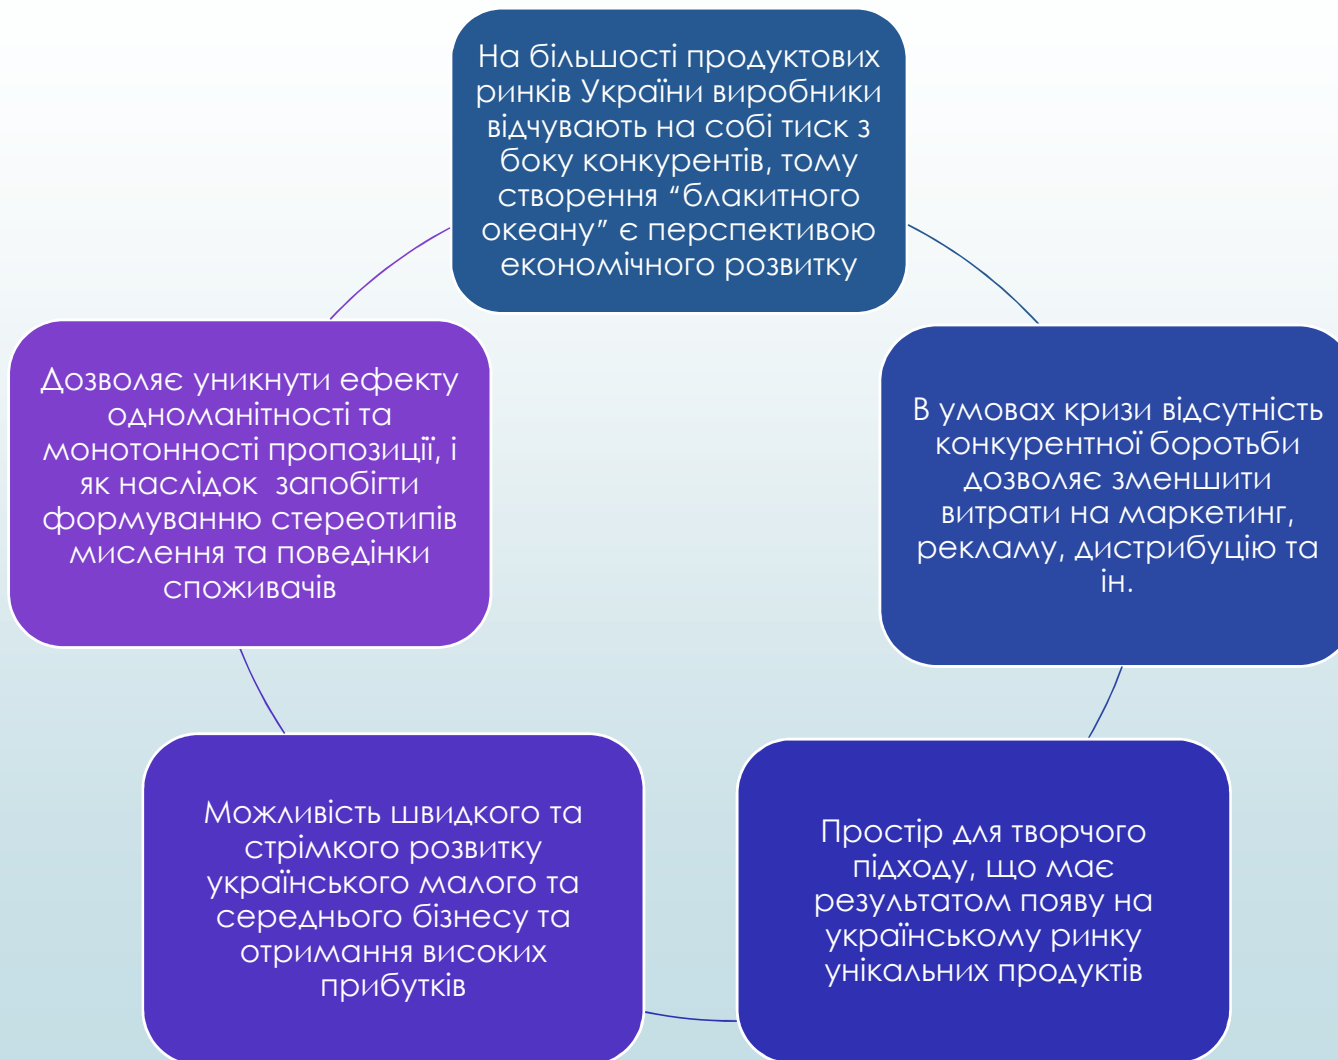 На більшості продуктових
ринків України виробники
відчувають на собі тиск з
боку конкурентів, тому
створення “блакитного
океану” є перспективою
економічного розвитку
В умовах кризи відсутність
конкурентної боротьби
дозволяє зменшити
витрати на маркетинг,
рекламу, дистрибуцію та
ін.
Простір для творчого
підходу, що має
результатом появу на
українському ринку
унікальних продуктів
Можливість швидкого та
стрімкого розвитку
українського малого та
середнього бізнесу та
отримання високих
прибутків
Дозволяє уникнути ефекту
одноманітності та
монотонності пропозиції, і
як наслідок  запобігти
формуванню стереотипів
мислення та поведінки
споживачів